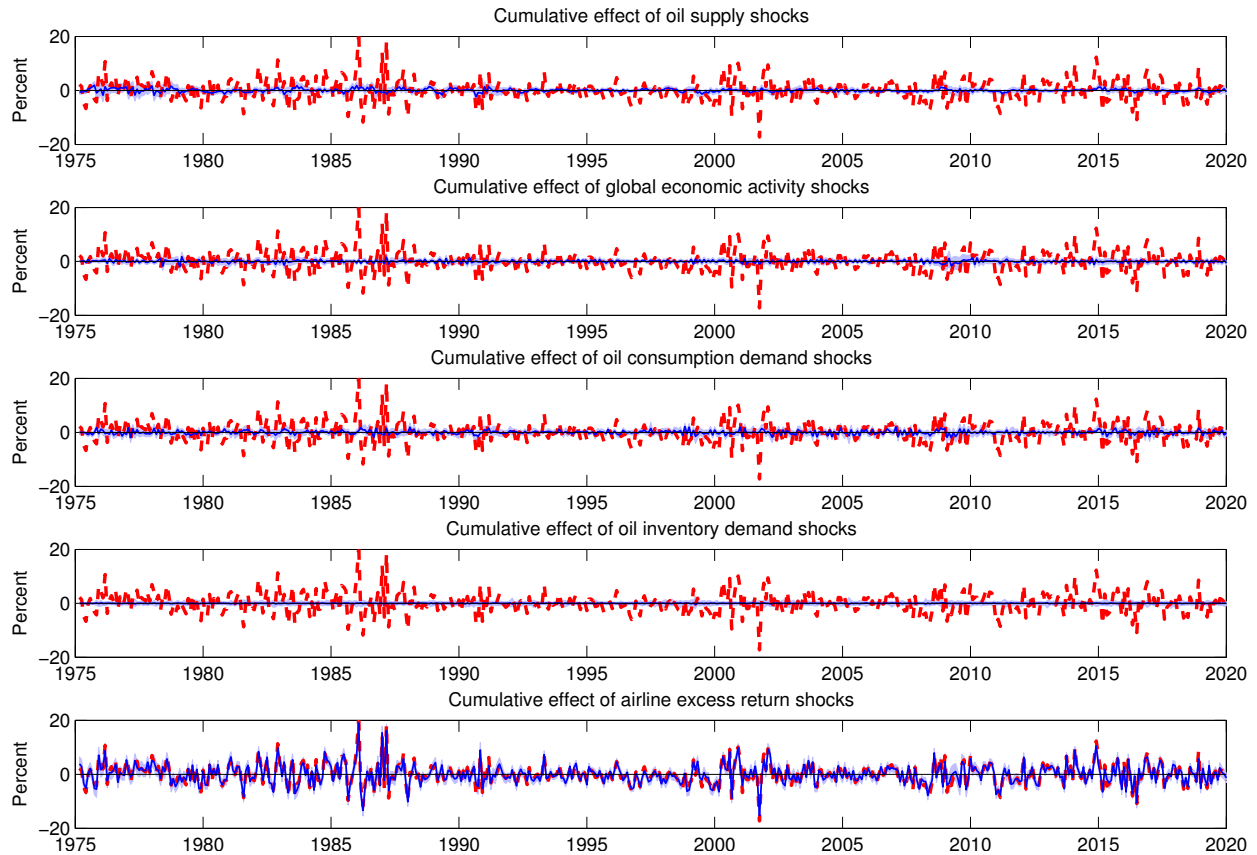 Cumulative effect of oil supply shocks
20
0
−20
Percent
1975 1980 1985 1990 1995 2000 2005 2010 2015 2020
Cumulative effect of global economic activity shocks
20
0
−20
Percent
1975 1980 1985 1990 1995 2000 2005 2010 2015 2020
Cumulative effect of oil consumption demand shocks
20
0
−20
Percent
1975 1980 1985 1990 1995 2000 2005 2010 2015 2020
Cumulative effect of oil inventory demand shocks
20
0
−20
Percent
1975 1980 1985 1990 1995 2000 2005 2010 2015 2020
Cumulative effect of airline excess return shocks
20
0
−20
Percent
1975 1980 1985 1990 1995 2000 2005 2010 2015 2020